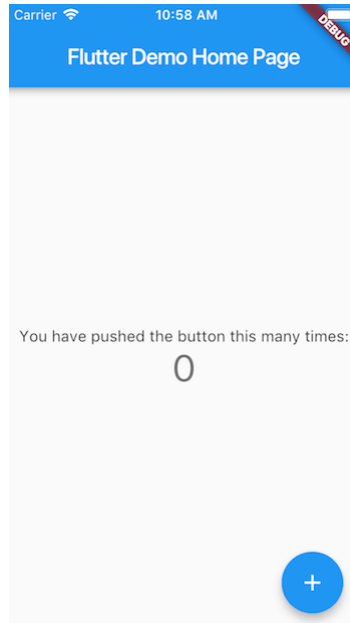 Carrier 10:58 AM
DEBUG
Flutter Demo Home Page
You have pushed the button this many times:
0
+